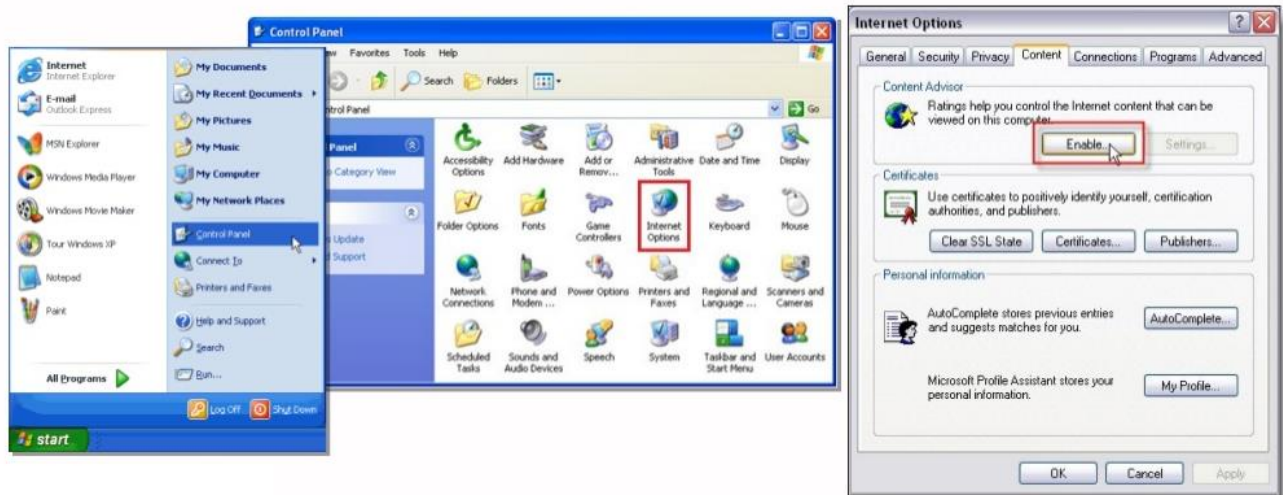 Internet
Internet Explorer
E-mail
Outlook Express
MSN Explorer
Windows Media Player
Windows Movie Maker
Tour Windows XP
Notepad
Paint
All Programs
My Documents
My Recent Documents
My Pictures
My Music
My Computer
My Network Places
Control Panel
Connect To
Printers and Faxes
Help and Support
Search
Run...
Log Off
Shut Down
start
Control Panel
Favorites Tools Help
Search Folders
Control Panel
Go
Panel
Category View
Update
Support
Accessibility
Options
Add Hardware
Add or
Remov...
Administrative
Tools
Date and Time
Display
Folder Options
Fonts
Game
Controllers
Internet
Options
Keyboard
Mouse
Network
Connections
Phone and
Modem ...
Power Options
Printers and
Faxes
Regional and
Language ...
Scanners and
Cameras
Scheduled
Tasks
Sounds and
Audio Devices
Speech
System
Taskbar and
Start Menu
User Accounts
Internet Options
General Security Privacy Content Connections Programs Advanced
Content Advisor
Ratings help you control the Internet content that can be
viewed on this computer.
Enable...
Settings...
Certificates
Use certificates to positively identify yourself, certification
authorities, and publishers.
Clear SSL State
Certificates...
Publishers...
Personal information
AutoComplete stores previous entries
and suggests matches for you.
AutoComplete...
Microsoft Profile Assistant stores your
personal information.
My Profile...
OK
Cancel
Apply